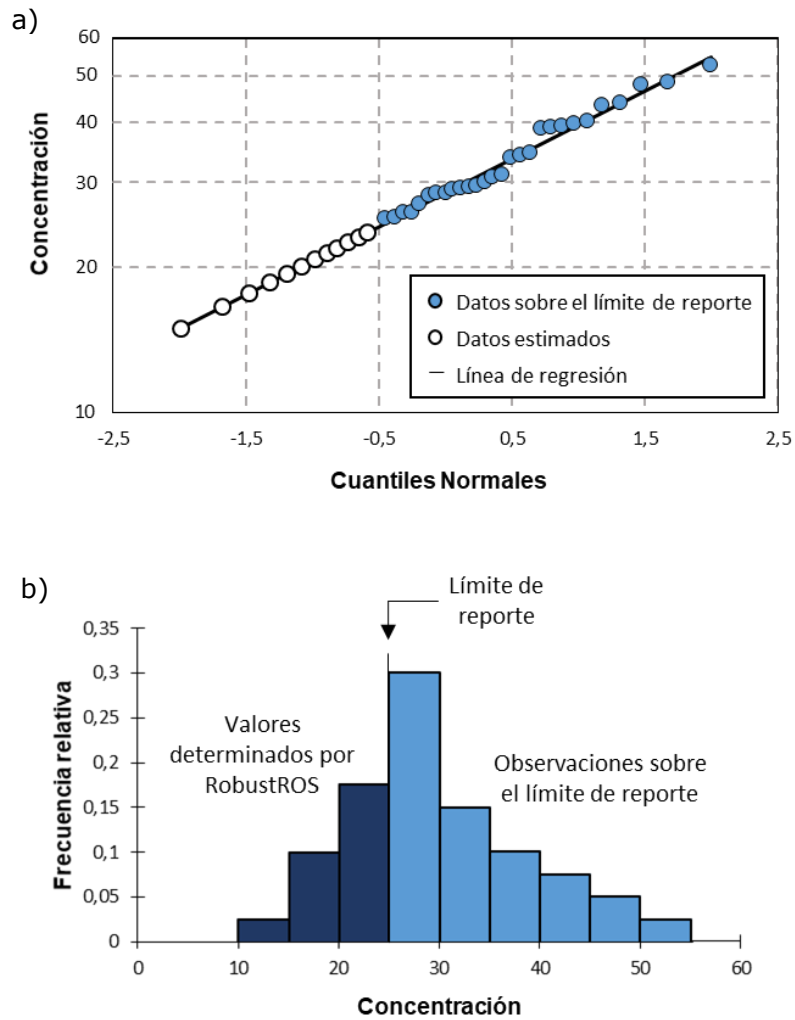 a)
60
50
40
30
20
10
Concentración
-2,5
-1,5
-0,5
0,5
1,5
2,5
Cuantiles Normales
Datos sobre el límite de reporte
Datos estimados
Línea de regresión
b)
Límite de
reporte
0,35
0,3
0,25
0,2
0,15
0,1
0,05
0
Frecuencia relativa
Valores
determinados por
RobustROS
Observaciones sobre
el límite de reporte
0
10
20
30
40
50
60
Concentración